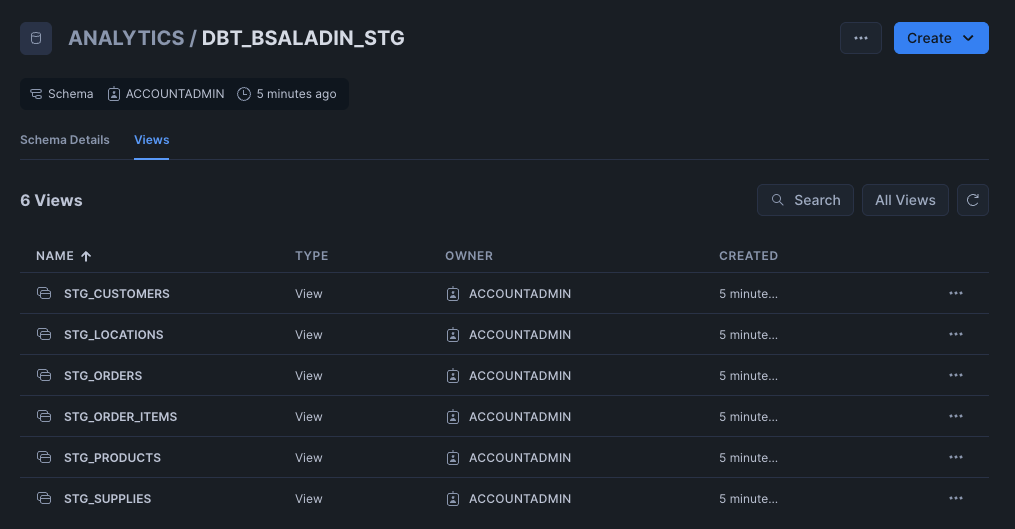 ANALYTICS / DBT_BSALADIN_STG
... Create
Schema ACCOUNTADMIN 5 minutes ago
Schema Details Views
6 Views
Search All Views
NAME TYPE OWNER CREATED
STG_CUSTOMERS View ACCOUNTADMIN 5 minute...
STG_LOCATIONS View ACCOUNTADMIN 5 minute...
STG_ORDERS View ACCOUNTADMIN 5 minute...
STG_ORDER_ITEMS View ACCOUNTADMIN 5 minute...
STG_PRODUCTS View ACCOUNTADMIN 5 minute...
STG_SUPPLIES View ACCOUNTADMIN 5 minute...